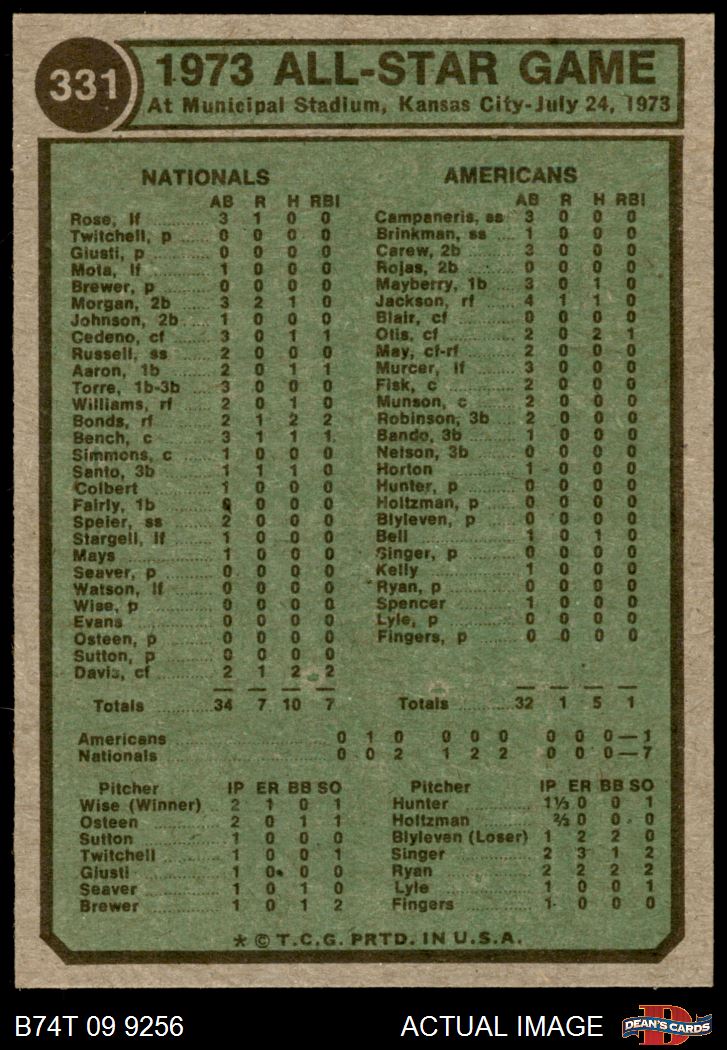 331
1973 ALL-STAR GAME
At Municipal Stadium, Kansas City-July 24, 1973
NATIONALS
AB R H RBI
Rose, lf 3 1 0 0
Twitchell, p 0 0 0 0
Giusti, p 0 0 0 0
Mota, lf 1 0 0 0
Brewer, p 0 0 0 0
Morgan, 2b 3 2 1 0
Johnson, 2b 1 0 0 0
Cedeno, cf 3 0 1 1
Russell, ss 2 0 0 0
Aaron, 1b 2 0 1 1
Torre, 1b-3b 3 0 0 0
Williams, rf 2 0 1 0
Bonds, rf 2 1 2 2
Bench, c 3 1 1 1
Simmons, c 1 0 0 0
Santo, 3b 1 1 1 0
Colbert 1 0 0 0
Fairly, 1b 0 0 0 0
Speier, ss 2 0 0 0
Stargell, lf 1 0 0 0
Mays 1 0 0 0
Seaver, p 0 0 0 0
Watson, lf 0 0 0 0
Wise, p 0 0 0 0
Evans 0 0 0 0
Osteen, p 0 0 0 0
Sutton, p 0 0 0 0
Davis, cf 2 1 2 2
Totals 34 7 10 7
AMERICANS
AB R H RBI
Campaneris, ss 3 0 0 0
Brinkman, ss 1 0 0 0
Carew, 2b 3 0 0 0
Rojas, 2b 0 0 0 0
Mayberry, 1b 3 0 1 0
Jackson, rf 4 1 1 0
Blair, cf 0 0 0 0
Otis, cf 2 0 2 1
May, cf-rf 2 0 0 0
Murcer, lf 3 0 0 0
Fisk, c 2 0 0 0
Munson, c 2 0 0 0
Robinson, 3b 2 0 0 0
Bando, 3b 1 0 0 0
Nelson, 3b 0 0 0 0
Horton 1 0 0 0
Hunter, p 0 0 0 0
Holtzman, p 0 0 0 0
Blyleven, p 0 0 0 0
Bell 1 0 1 0
Singer, p 0 0 0 0
Kelly 1 0 0 0
Ryan, p 0 0 0 0
Spencer 1 0 0 0
Lyle, p 0 0 0 0
Fingers, p 0 0 0 0
Totals 32 1 5 1
Americans 0 1 0 0 0 0 0 0 0—1
Nationals 0 0 2 1 2 2 0 0 0—7
Pitcher IP ER BB SO
Wise (Winner) 2 1 0 1
Osteen 2 0 1 1
Sutton 1 0 0 0
Twitchell 1 0 0 1
Giusti 1 0 0 0
Seaver 1 0 1 0
Brewer 1 0 1 2
Pitcher IP ER BB SO
Hunter 1⅓ 0 0 1
Holtzman ⅔ 0 0 0
Blyleven (Loser) 1 2 2 0
Singer 2 3 1 2
Ryan 2 2 2 2
Lyle 1 0 0 1
Fingers 1 0 0 0
* © T.C.G. PRTD. IN U.S.A.
B74T 09 9256
ACTUAL IMAGE
D
DEAN'S CARDS